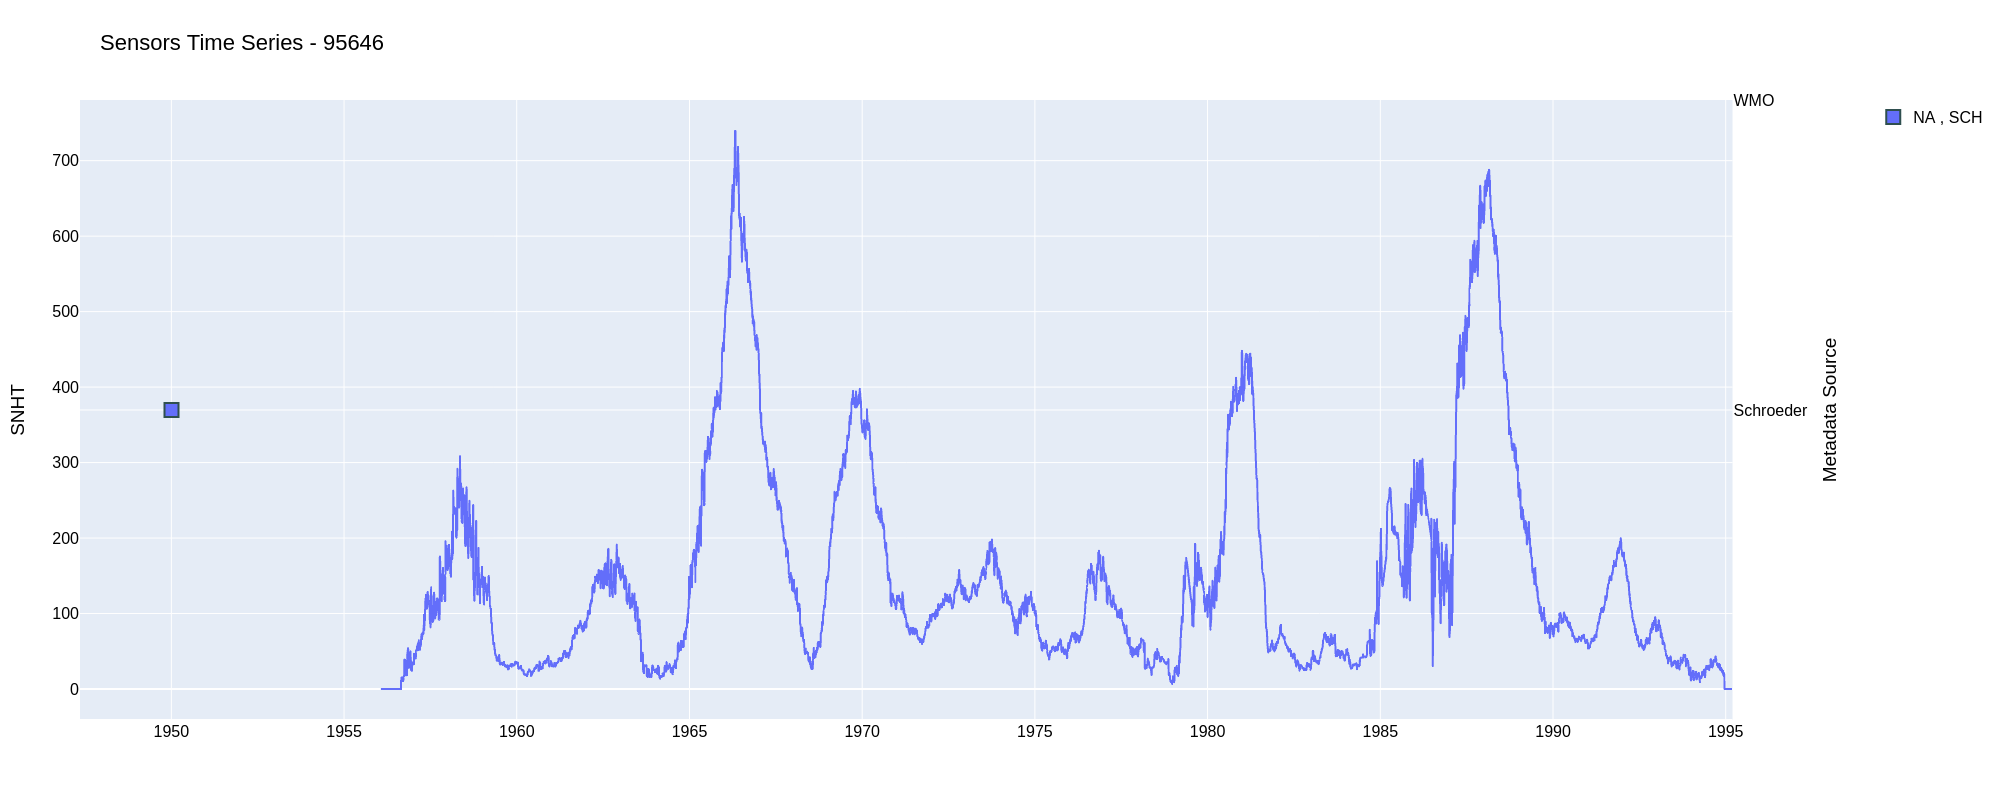 Sensors Time Series - 95646
WMO
NA , SCH
700
600
500
400
300
200
100
0
SNHT
Schroeder
Metadata Source
1950 1955 1960 1965 1970 1975 1980 1985 1990 1995